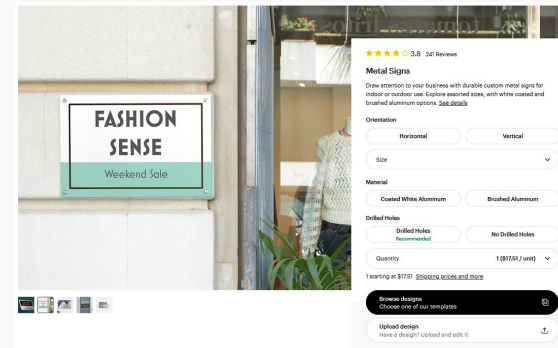 FASHION
SENSE
Weekend Sale
3.8 241 Reviews
Metal Signs
Draw attention to your business with durable custom metal signs for
indoor or outdoor use. Explore assorted sizes, with white coated and
brushed aluminum options. See details
Orientation
Horizontal Vertical
Size
Material
Coated White Aluminum Brushed Aluminum
Drilled Holes
Drilled Holes
Recommended
No Drilled Holes
Quantity 1 ($17.51 / unit)
1 starting at $17.51 Shipping prices and more
Browse designs
Choose one of our templates
Upload design
Have a design? Upload and edit it